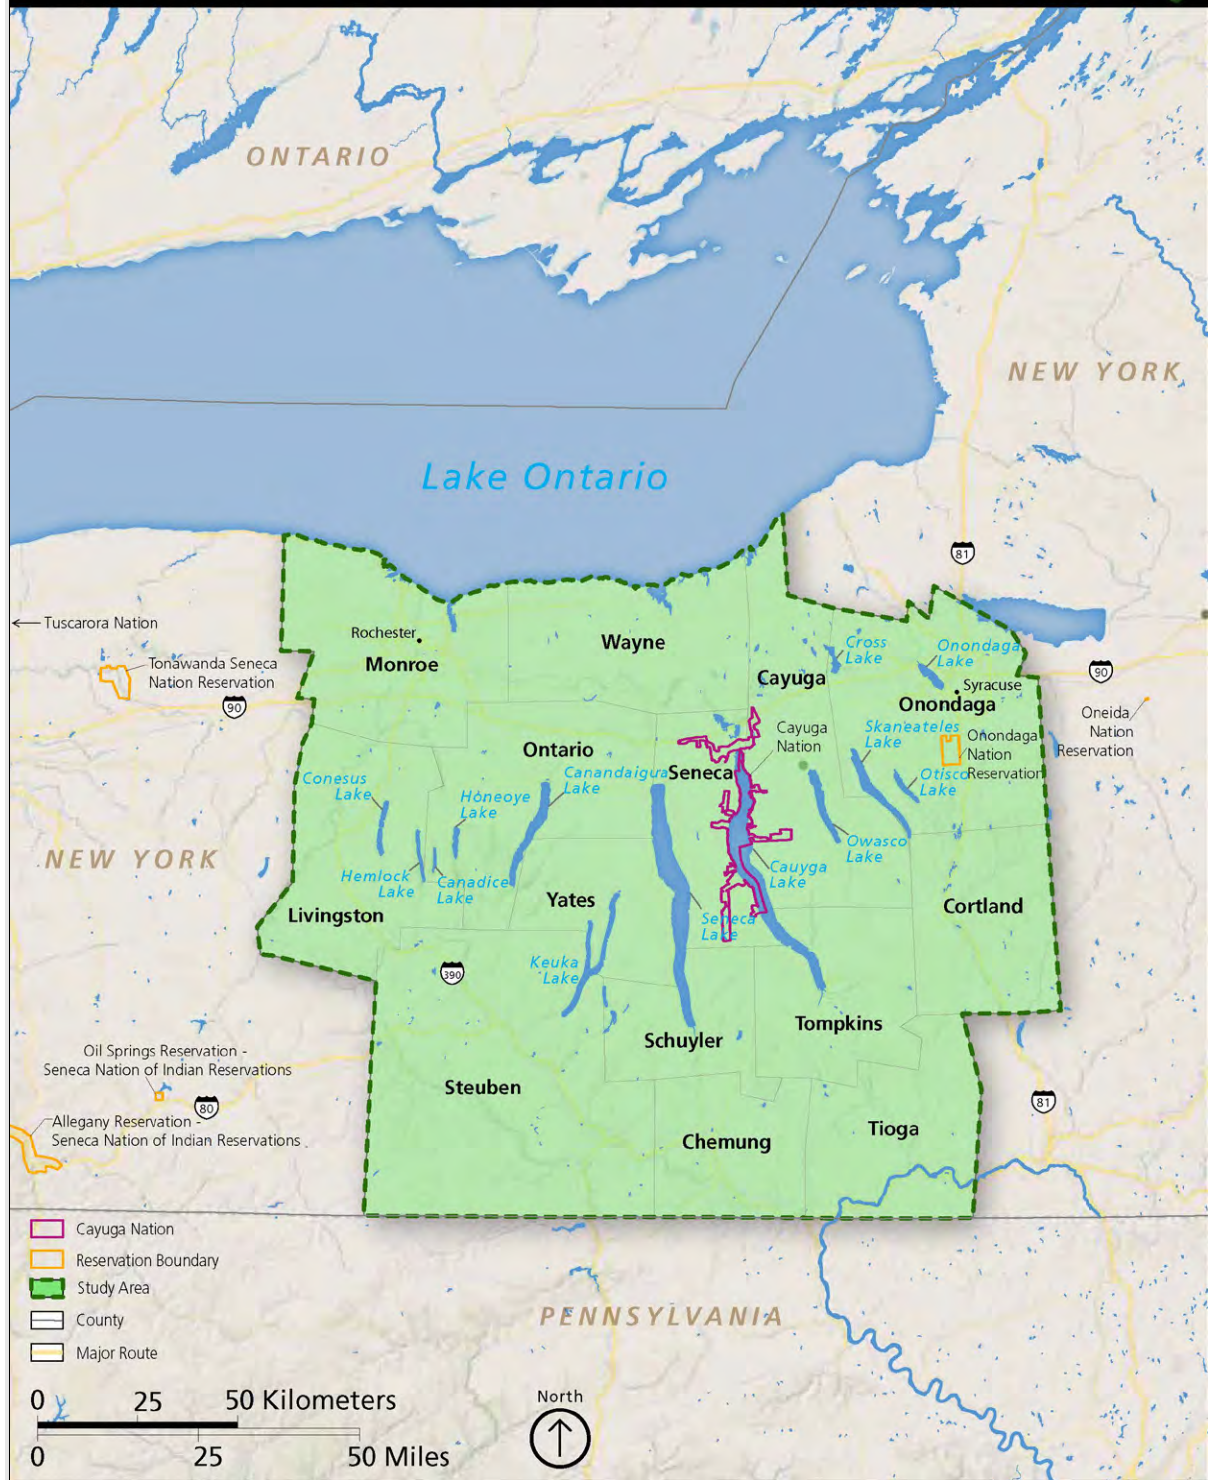 ONTARIO
NEW YORK
Lake Ontario
81
Tuscarora Nation
Tonawanda Seneca
Nation Reservation
90
Rochester
Monroe
Wayne
Cayuga
Cross
Lake
Onondaga
Lake
Syracuse
Onondaga
90
Oneida
Nation
Reservation
Skaneateles
Lake
Onondaga
Nation
Reservation
Otisco
Lake
Cayuga
Nation
Ontario
Seneca
Canandaigua
Lake
Conesus
Lake
Honeoye
Lake
Hemlock
Lake
Canadice
Lake
Owasco
Lake
Cauyga
Lake
NEW YORK
Livingston
Yates
Seneca
Lake
Cortland
Keuka
Lake
390
Schuyler
Tompkins
Steuben
Oil Springs Reservation -
Seneca Nation of Indian Reservations
80
Allegany Reservation -
Seneca Nation of Indian Reservations
81
Chemung
Tioga
Cayuga Nation
Reservation Boundary
Study Area
County
Major Route
PENNSYLVANIA
0 25 50 Kilometers
0 25 50 Miles
North